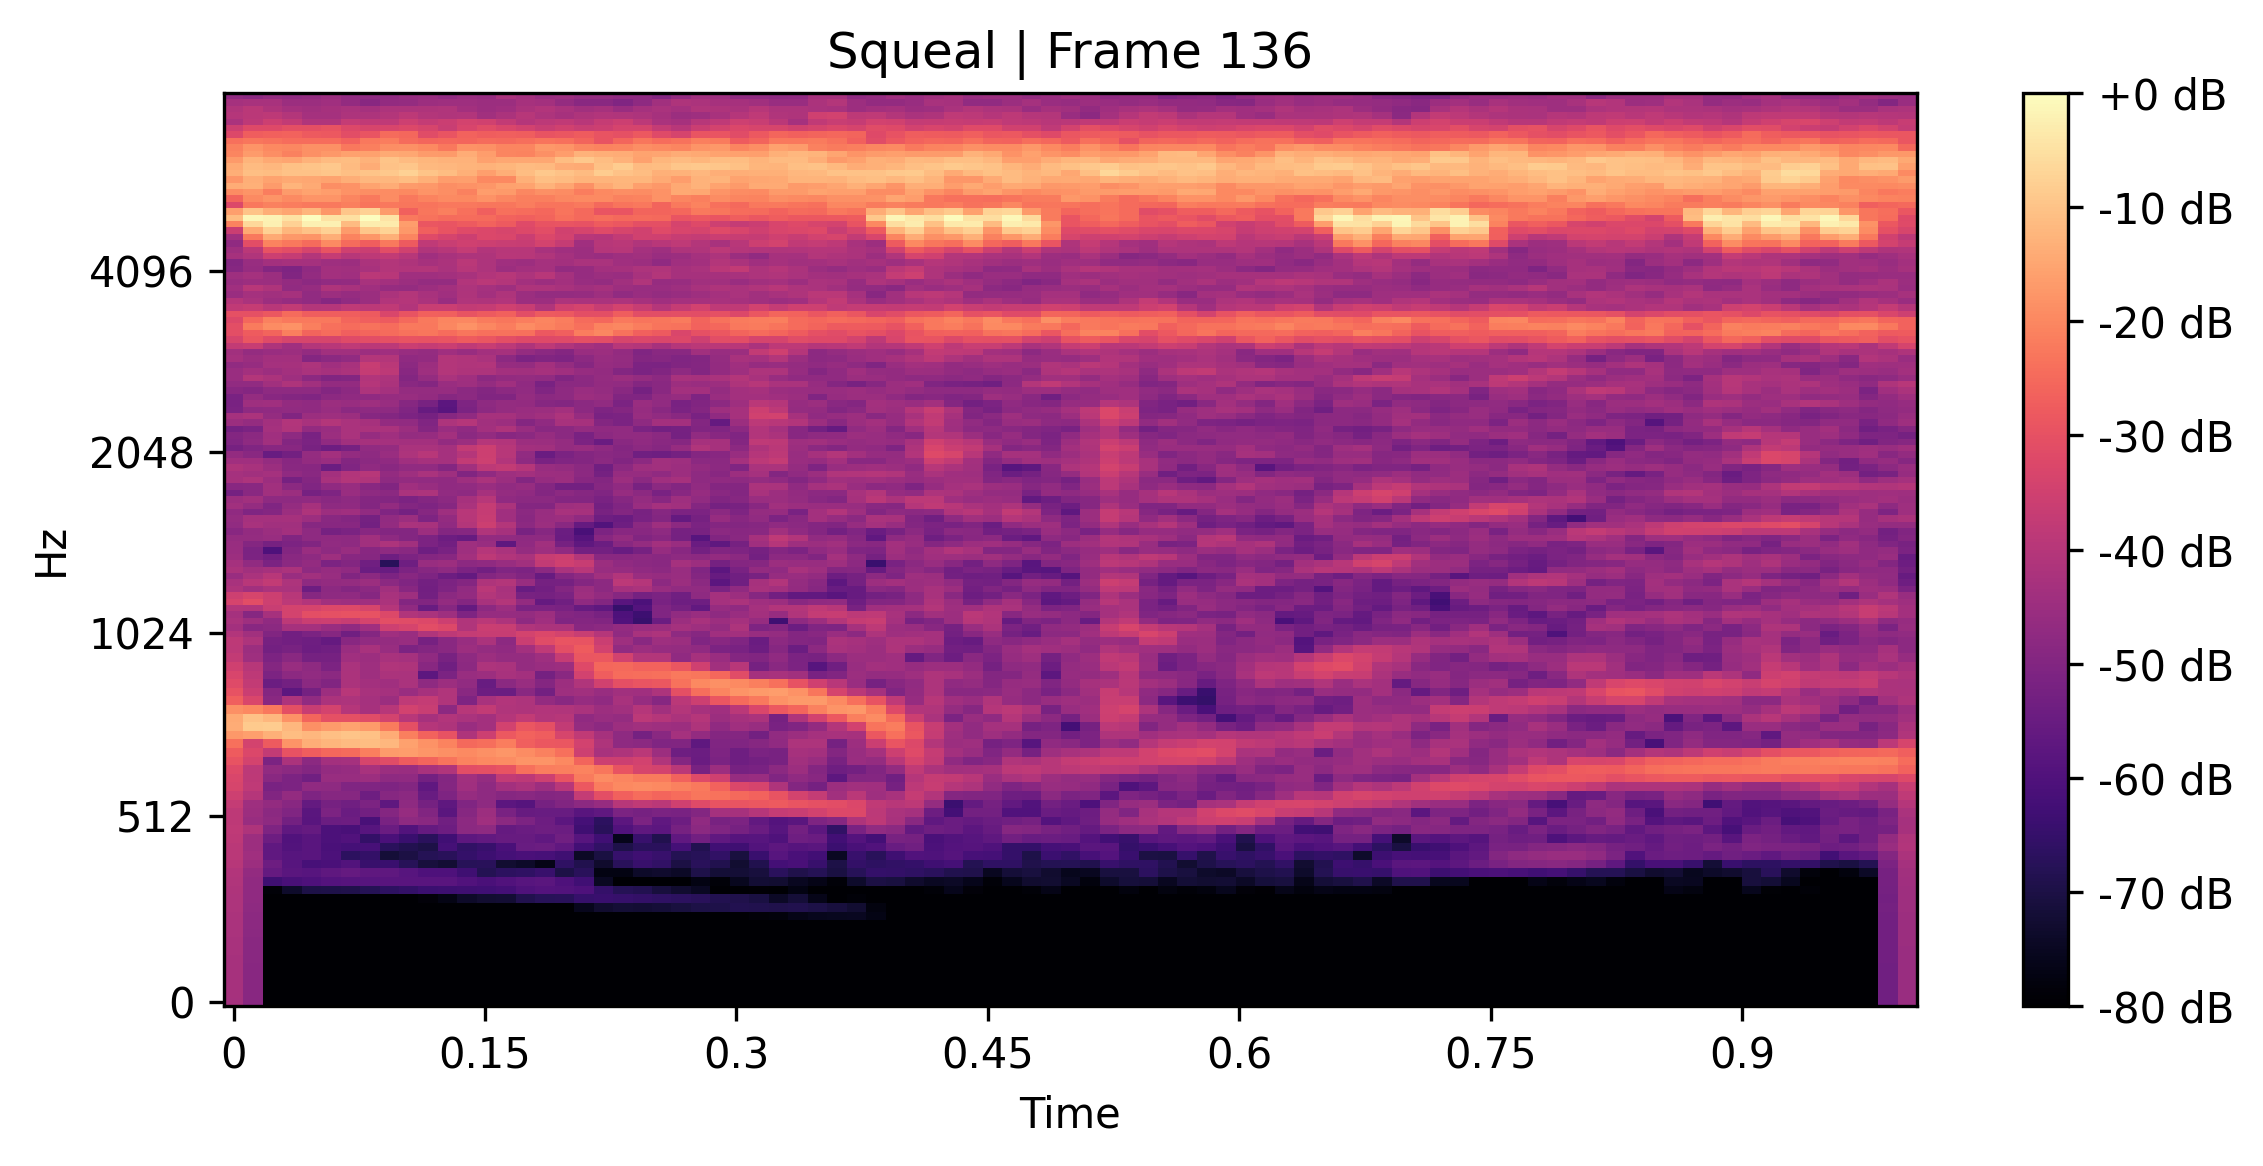 Squeal | Frame 136
+0 dB
-10 dB
-20 dB
-30 dB
-40 dB
-50 dB
-60 dB
-70 dB
-80 dB
4096
2048
1024
512
0
Hz
0 0.15 0.3 0.45 0.6 0.75 0.9
Time